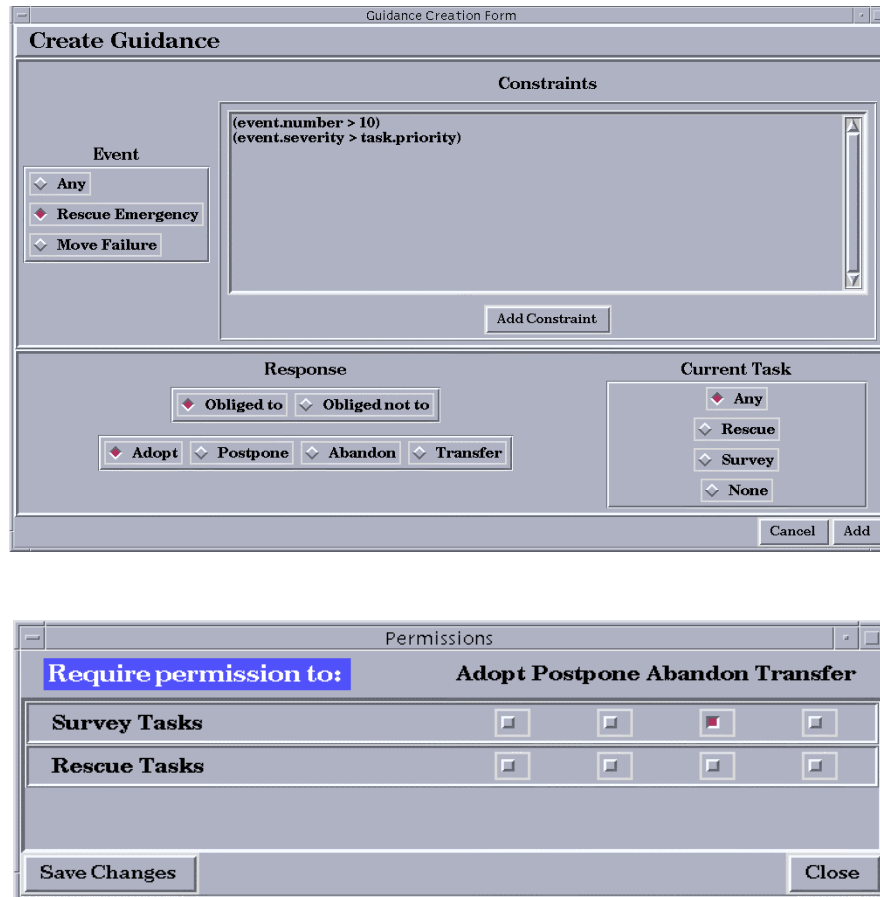 Guidance Creation Form
Create Guidance
Constraints
(event.number > 10)
(event.severity > task.priority)
Event
Any
Rescue Emergency
Move Failure
Add Constraint
Response
Obliged to Obliged not to
Adopt Postpone Abandon Transfer
Current Task
Any
Rescue
Survey
None
Cancel Add
Permissions
Require permission to: Adopt Postpone Abandon Transfer
Survey Tasks
Rescue Tasks
Save Changes Close